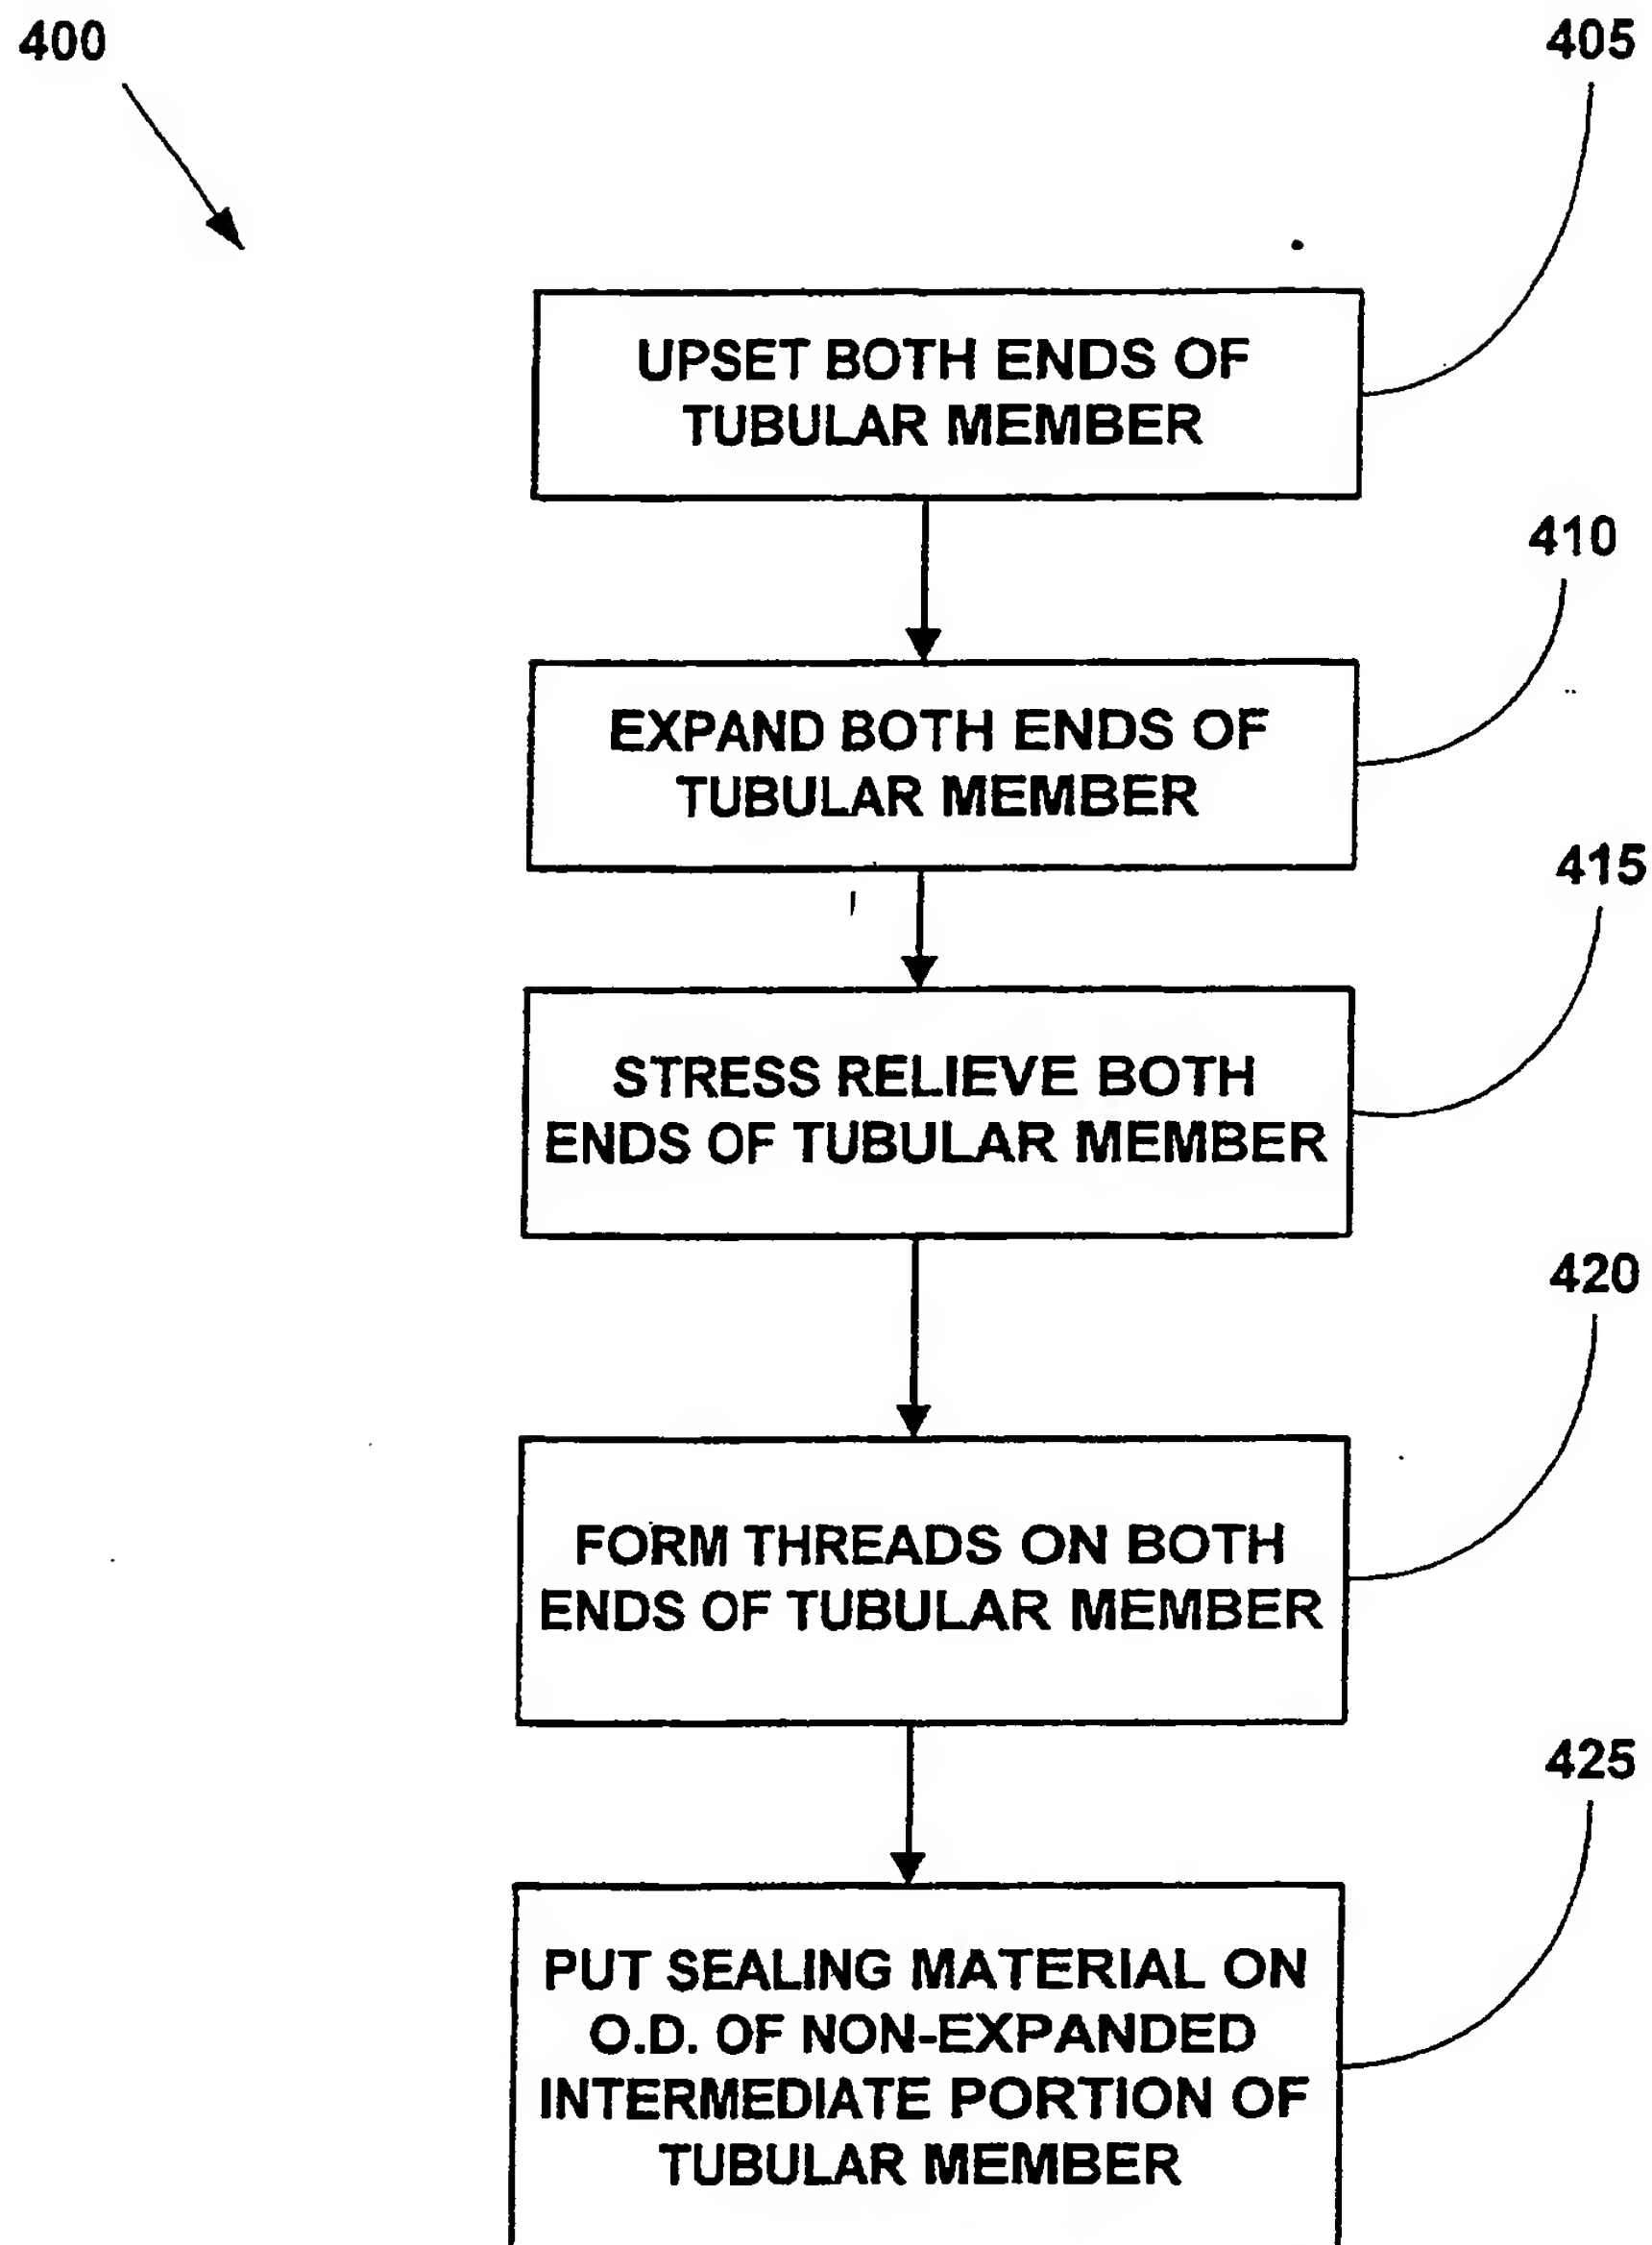 400
405
UPSET BOTH ENDS OF
TUBULAR MEMBER
410
EXPAND BOTH ENDS OF
TUBULAR MEMBER
415
STRESS RELIEVE BOTH
ENDS OF TUBULAR MEMBER
420
FORM THREADS ON BOTH
ENDS OF TUBULAR MEMBER
425
PUT SEALING MATERIAL ON
O.D. OF NON-EXPANDED
INTERMEDIATE PORTION OF
TUBULAR MEMBER